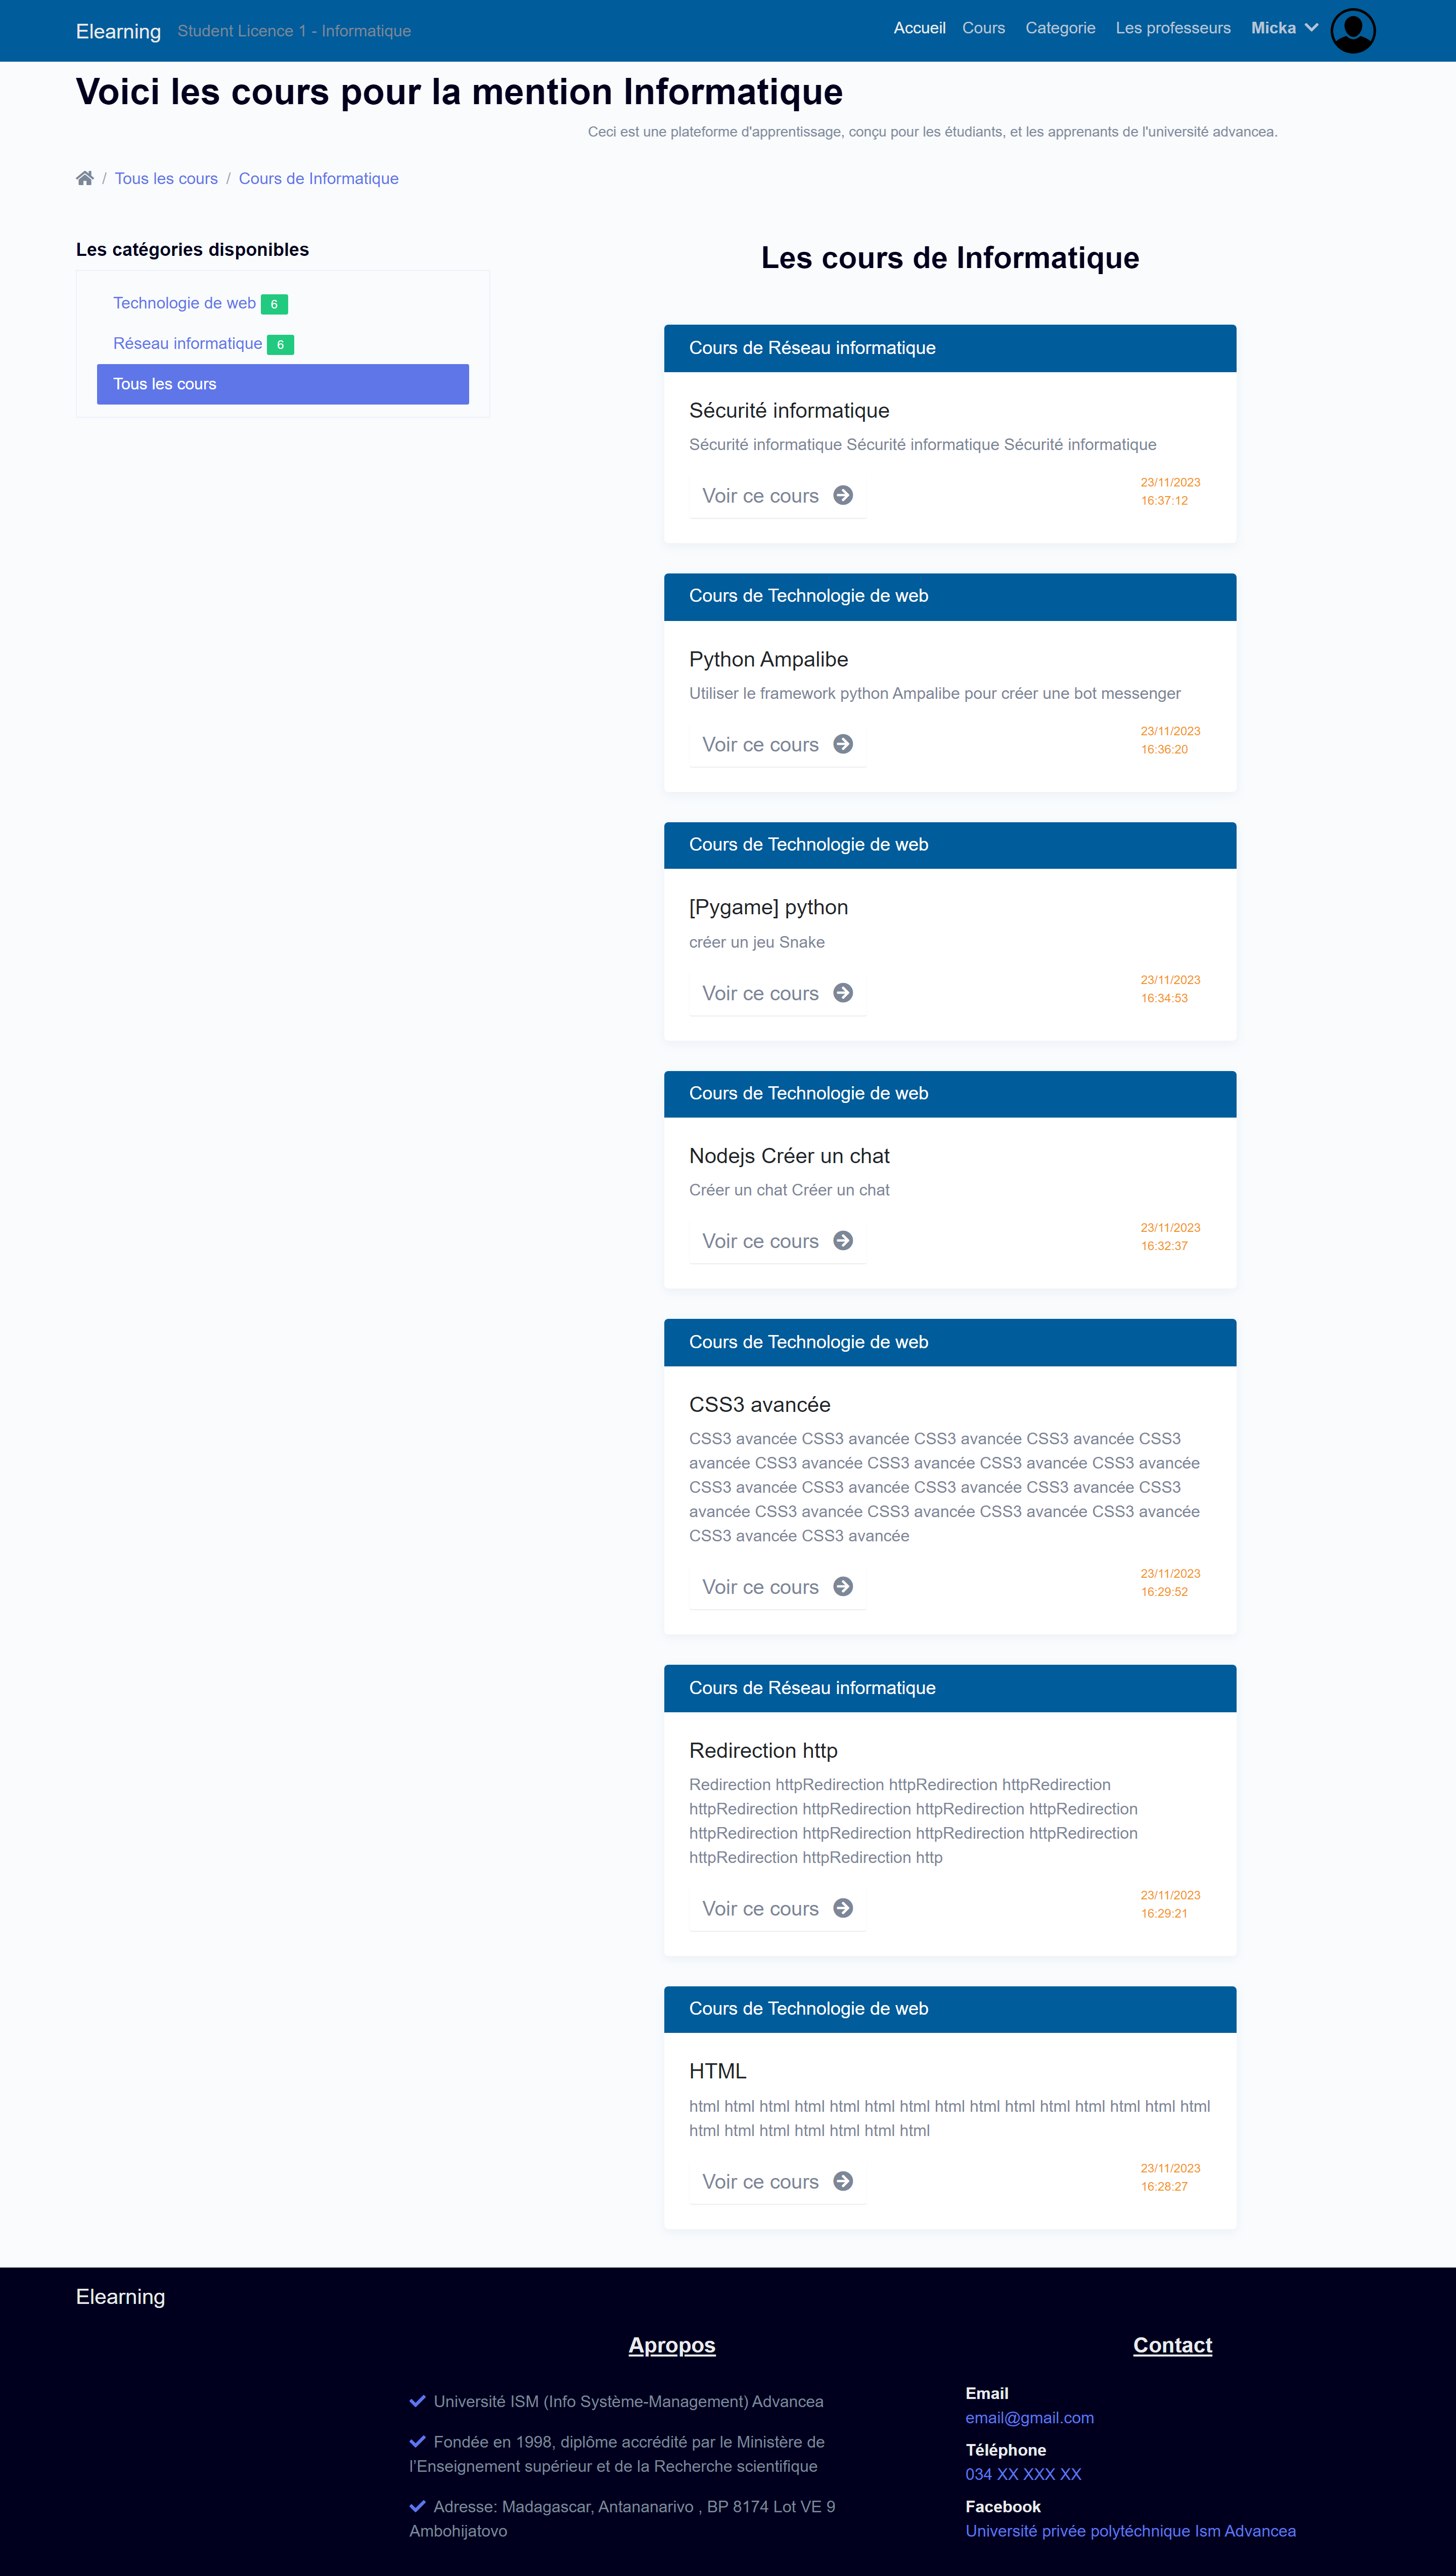 Elearning Student Licence 1 - Informatique Accueil Cours Categorie Les professeurs Micka
Voici les cours pour la mention Informatique
Ceci est une plateforme d'apprentissage, conçu pour les étudiants, et les apprenants de l'université advancea.
/ Tous les cours / Cours de Informatique
Les catégories disponibles
Technologie de web 6
Réseau informatique 6
Tous les cours
Les cours de Informatique
Cours de Réseau informatique
Sécurité informatique
Sécurité informatique Sécurité informatique Sécurité informatique
Voir ce cours
23/11/2023
16:37:12
Cours de Technologie de web
Python Ampalibe
Utiliser le framework python Ampalibe pour créer une bot messenger
Voir ce cours
23/11/2023
16:36:20
Cours de Technologie de web
[Pygame] python
créer un jeu Snake
Voir ce cours
23/11/2023
16:34:53
Cours de Technologie de web
Nodejs Créer un chat
Créer un chat Créer un chat
Voir ce cours
23/11/2023
16:32:37
Cours de Technologie de web
CSS3 avancée
CSS3 avancée CSS3 avancée CSS3 avancée CSS3 avancée CSS3
avancée CSS3 avancée CSS3 avancée CSS3 avancée CSS3 avancée
CSS3 avancée CSS3 avancée CSS3 avancée CSS3 avancée CSS3
avancée CSS3 avancée CSS3 avancée CSS3 avancée CSS3 avancée
CSS3 avancée CSS3 avancée
Voir ce cours
23/11/2023
16:29:52
Cours de Réseau informatique
Redirection http
Redirection httpRedirection httpRedirection httpRedirection
httpRedirection httpRedirection httpRedirection httpRedirection
httpRedirection httpRedirection httpRedirection httpRedirection
httpRedirection httpRedirection http
Voir ce cours
23/11/2023
16:29:21
Cours de Technologie de web
HTML
html html html html html html html html html html html html html html html
html html html html html html html
Voir ce cours
23/11/2023
16:28:27
Elearning
Apropos
Université ISM (Info Système-Management) Advancea
Fondée en 1998, diplôme accrédité par le Ministère de
l’Enseignement supérieur et de la Recherche scientifique
Adresse: Madagascar, Antananarivo , BP 8174 Lot VE 9
Ambohijatovo
Contact
Email
email@gmail.com
Téléphone
034 XX XXX XX
Facebook
Université privée polytéchnique Ism Advancea